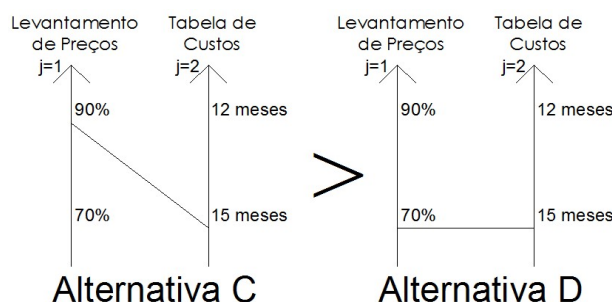 Levantamento
de Preços
j=1
Tabela de
Custos
j=2
90%
12 meses
70%
15 meses
Alternativa C
>
Levantamento
de Preços
j=1
Tabela de
Custos
j=2
90%
12 meses
70%
15 meses
Alternativa D